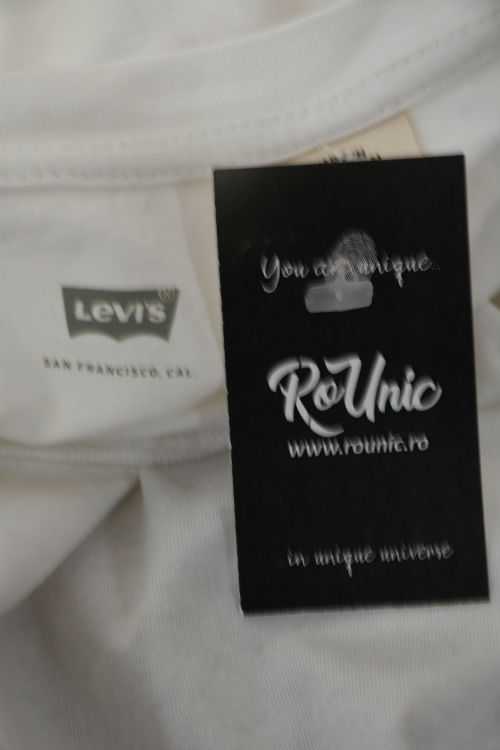 LEVI'S
SAN FRANCISCO, CAL.
You are unique...
RoUnic
www.rounic.ro
...in unique universe